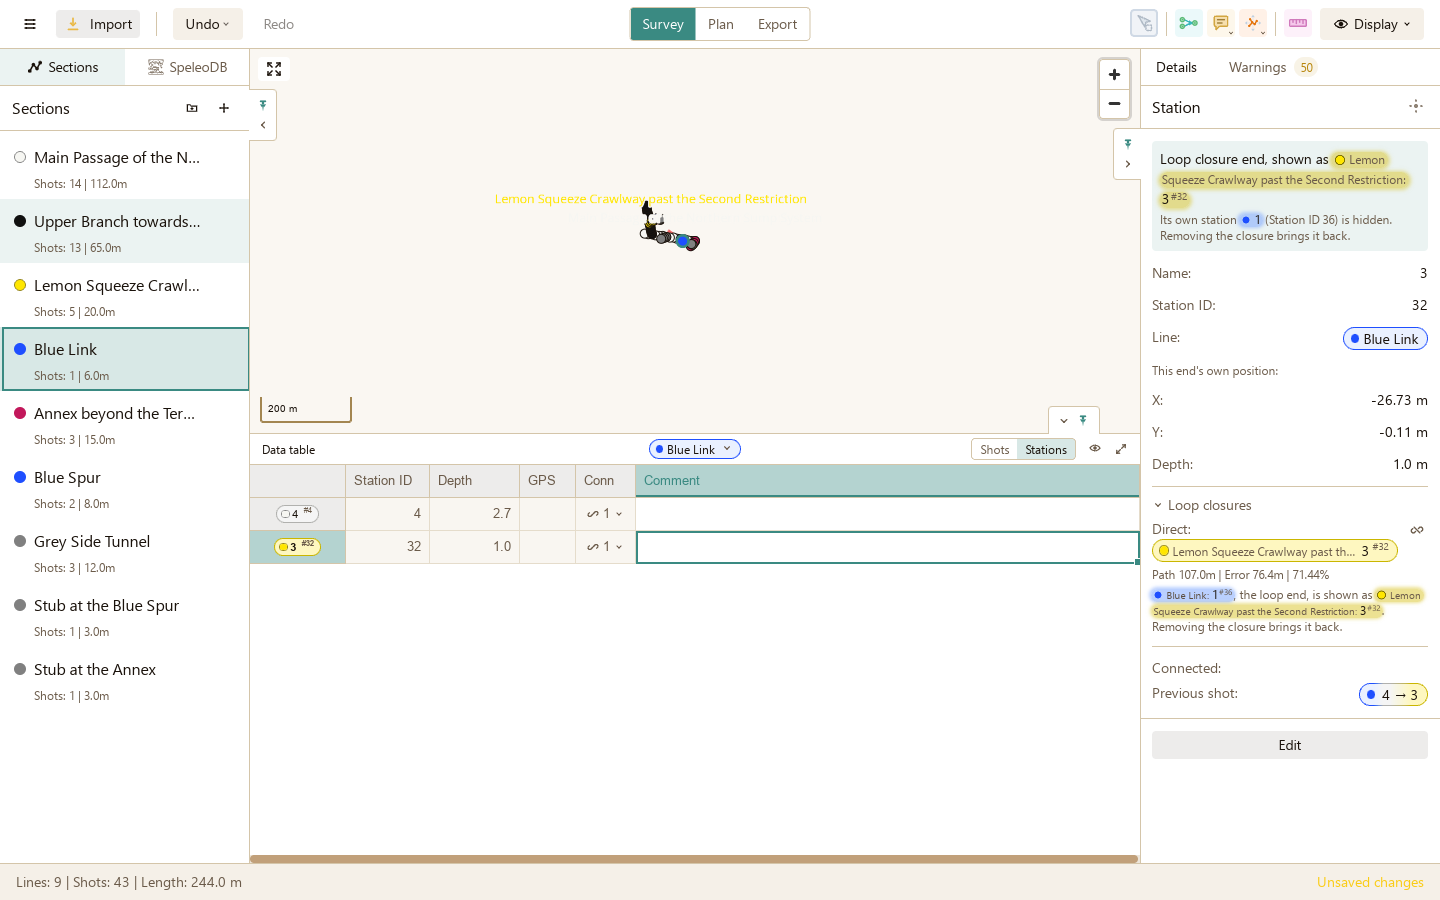 Import
Undo
Redo
Survey
Plan
Export
Display
Sections
SpeleoDB
Sections
Main Passage of the N...
Shots: 14 | 112.0m
Upper Branch towards...
Shots: 13 | 65.0m
Lemon Squeeze Crawl...
Shots: 5 | 20.0m
Blue Link
Shots: 1 | 6.0m
Annex beyond the Ter...
Shots: 3 | 15.0m
Blue Spur
Shots: 2 | 8.0m
Grey Side Tunnel
Shots: 3 | 12.0m
Stub at the Blue Spur
Shots: 1 | 3.0m
Stub at the Annex
Shots: 1 | 3.0m
Lemon Squeeze Crawlway past the Second Restriction
200 m
Data table
Blue Link
Shots
Stations
Station ID Depth GPS Conn Comment
4 #4 4 2.7 1
3 #32 32 1.0 1
Details
Warnings 50
Station
Loop closure end, shown as Lemon
Squeeze Crawlway past the Second Restriction:
3 #32
Its own station 1 (Station ID 36) is hidden.
Removing the closure brings it back.
Name: 3
Station ID: 32
Line: Blue Link
This end's own position:
X: -26.73 m
Y: -0.11 m
Depth: 1.0 m
Loop closures
Direct:
Lemon Squeeze Crawlway past th... 3 #32
Path 107.0m | Error 76.4m | 71.44%
Blue Link: 1 #36, the loop end, is shown as Lemon
Squeeze Crawlway past the Second Restriction: 3 #32.
Removing the closure brings it back.
Connected:
Previous shot: 4 → 3
Edit
Lines: 9 | Shots: 43 | Length: 244.0 m
Unsaved changes